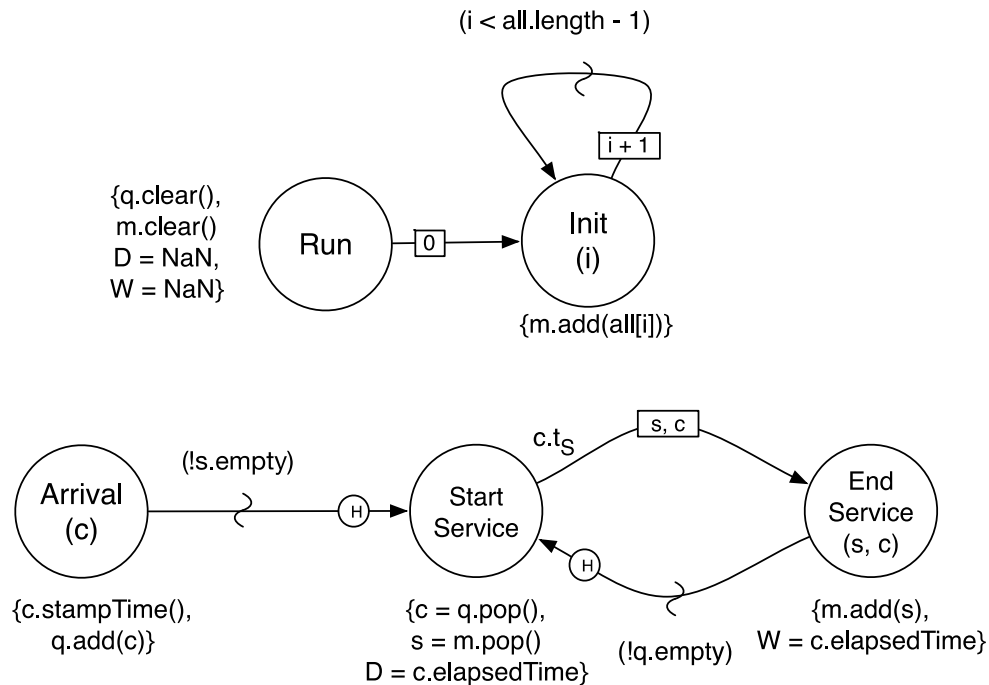 (i < all.length - 1)
i + 1
{q.clear(),
m.clear()
D = NaN,
W = NaN}
Run
0
Init
(i)
{m.add(all[i])}
s, c
c.tS
(!s.empty)
Arrival
(c)
H
Start
Service
End
Service
(s, c)
H
{c.stampTime(),
q.add(c)}
{c = q.pop(),
s = m.pop()
D = c.elapsedTime}
(!q.empty)
{m.add(s),
W = c.elapsedTime}